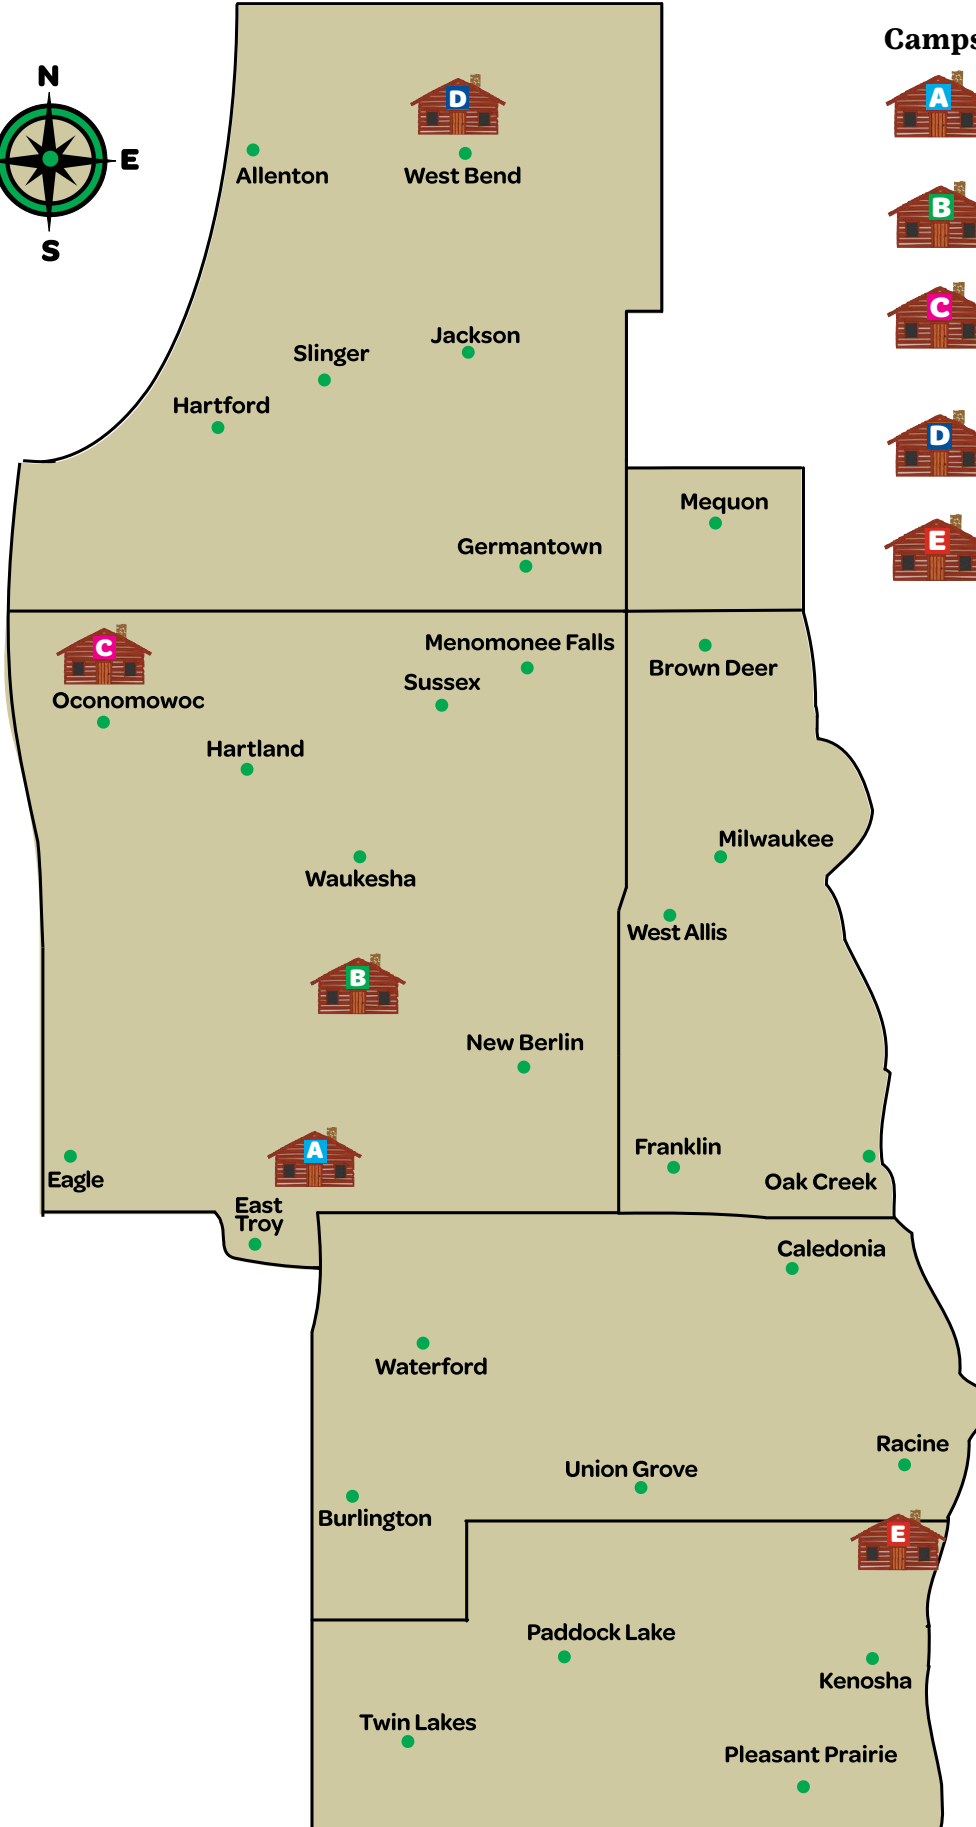 Camps
N
A
D
E
Allenton
West Bend
B
S
C
Jackson
Slinger
Hartford
D
Mequon
E
Germantown
Menomonee Falls
C
Brown Deer
Sussex
Oconomowoc
Hartland
Milwaukee
Waukesha
West Allis
B
New Berlin
Franklin
A
Eagle
Oak Creek
East
Troy
Caledonia
Waterford
Racine
Union Grove
Burlington
E
Paddock Lake
Kenosha
Twin Lakes
Pleasant Prairie